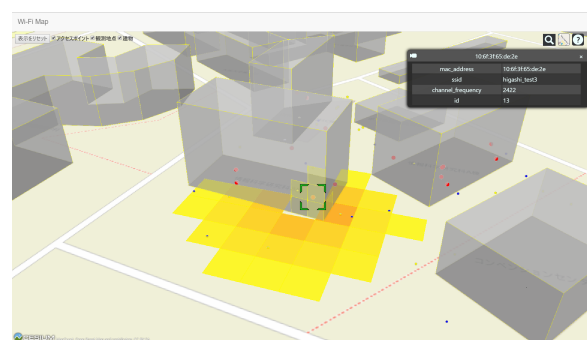 Wi-Fi Map
表示をリセット ✔アクセスポイント ✔観測地点 ✔建物
10:6f:3f:65:de:2e ×
mac_address 10:6f:3f:65:de:2e
ssid higashi_test3
channel_frequency 2422
id 13
CESIUM